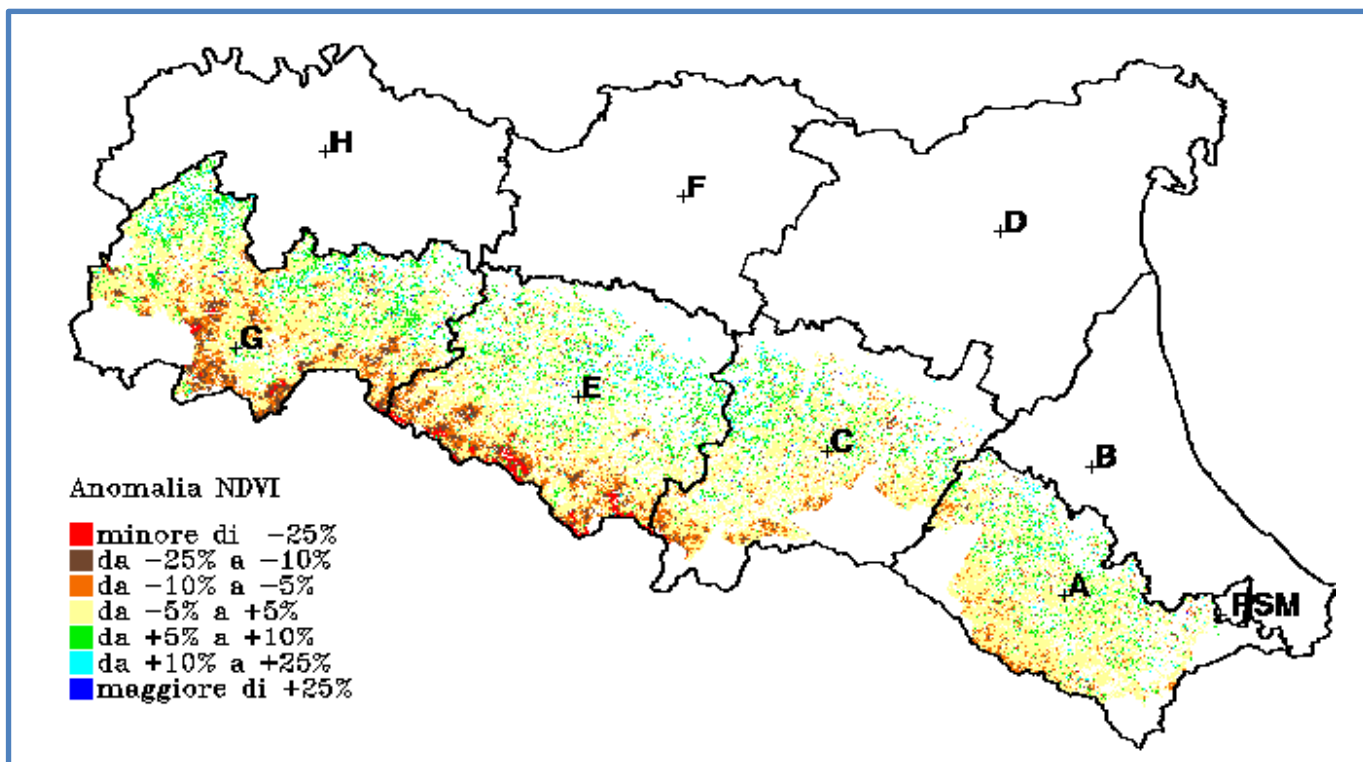 H
F
D
G
E
C
B
A
RSM
Anomalia NDVI
minore di -25%
da -25% a -10%
da -10% a -5%
da -5% a +5%
da +5% a +10%
da +10% a +25%
maggiore di +25%